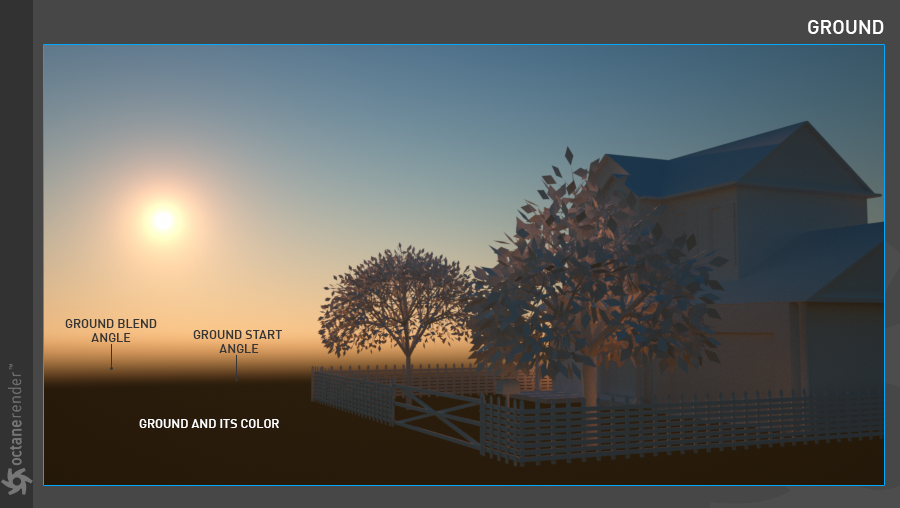 GROUND
GROUND BLEND
ANGLE
GROUND START
ANGLE
GROUND AND ITS COLOR
octanerender™